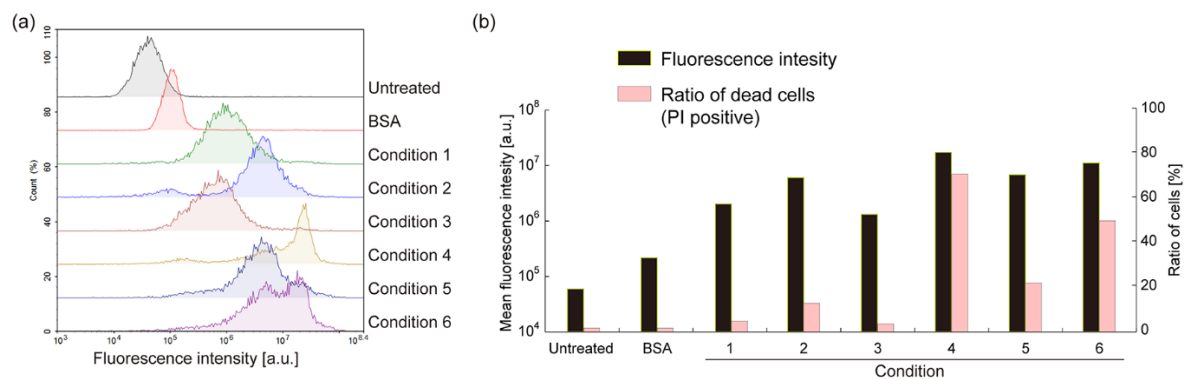 (a)
110
100
80
60
40
20
0
Count (%)
Untreated
BSA
Condition 1
Condition 2
Condition 3
Condition 4
Condition 5
Condition 6
10³ 10⁴ 10⁵ 10⁶ 10⁷ 10⁸·⁴
Fluorescence intensity [a.u.]
(b)
Fluorescence intesity
Ratio of dead cells
(PI positive)
Mean fluorescence intesity [a.u.]
10⁸
10⁷
10⁶
10⁵
10⁴
100
80
60
40
20
0
Ratio of cells [%]
Untreated BSA 1 2 3 4 5 6
Condition